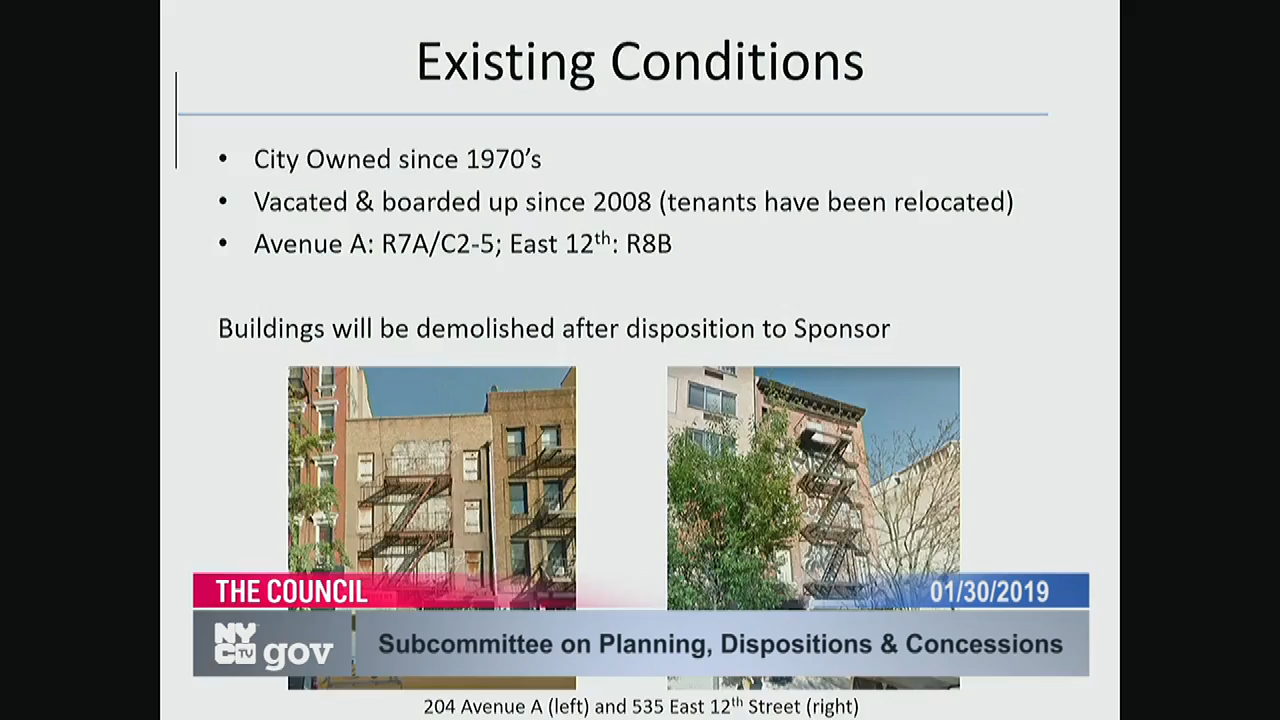 Existing Conditions
• City Owned since 1970's
• Vacated & boarded up since 2008 (tenants have been relocated)
• Avenue A: R7A/C2-5; East 12th: R8B
Buildings will be demolished after disposition to Sponsor
THE COUNCIL
01/30/2019
NYC TV gov
Subcommittee on Planning, Dispositions & Concessions
204 Avenue A (left) and 535 East 12th Street (right)